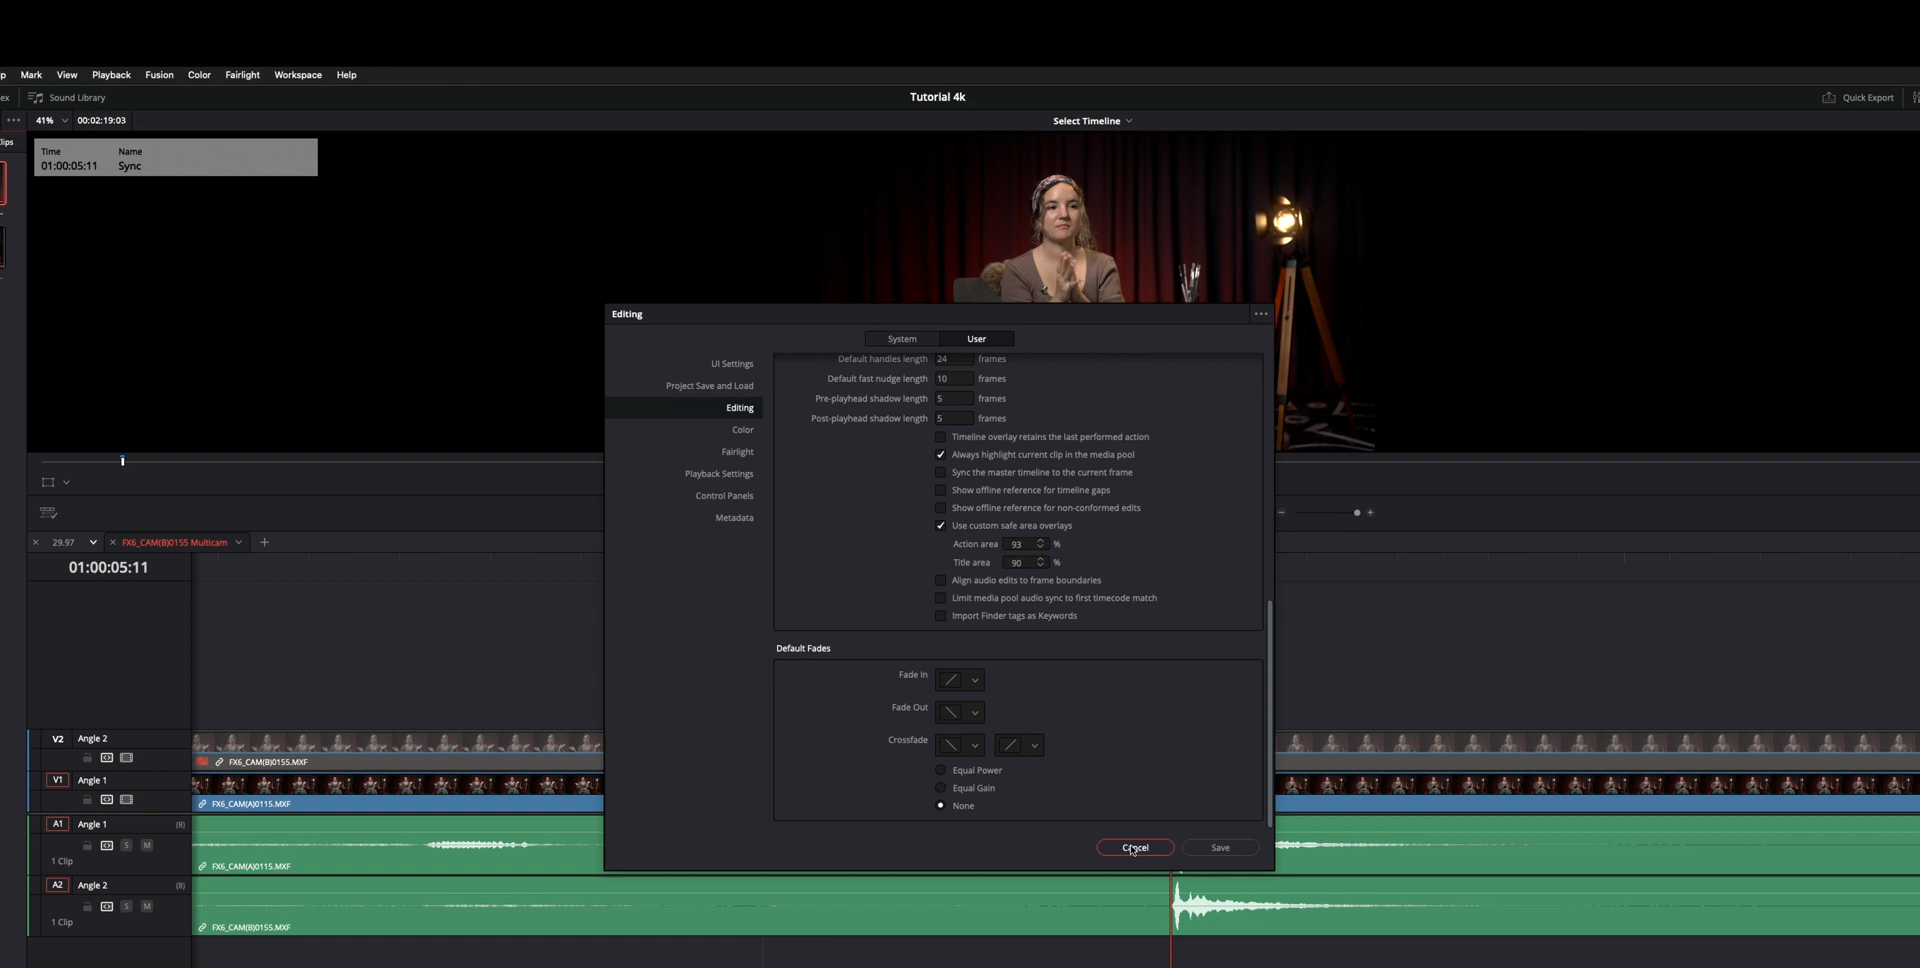 p Mark View Playback Fusion Color Fairlight Workspace Help
ex Sound Library Tutorial 4k Quick Export
••• 41% 00:02:19:03 Select Timeline
lips
Time Name
01:00:05:11 Sync
Editing •••
System User
UI Settings
Project Save and Load
Editing
Color
Fairlight
Playback Settings
Control Panels
Metadata
Default handles length 24 frames
Default fast nudge length 10 frames
Pre-playhead shadow length 5 frames
Post-playhead shadow length 5 frames
Timeline overlay retains the last performed action
Always highlight current clip in the media pool
Sync the master timeline to the current frame
Show offline reference for timeline gaps
Show offline reference for non-conformed edits
Use custom safe area overlays
Action area 93 %
Title area 90 %
Align audio edits to frame boundaries
Limit media pool audio sync to first timecode match
Import Finder tags as Keywords
Default Fades
Fade In
Fade Out
Crossfade
Equal Power
Equal Gain
None
Cancel Save
29.97 FX6_CAM(B)0155 Multicam
01:00:05:11
V2 Angle 2
FX6_CAM(B)0155.MXF
V1 Angle 1
FX6_CAM(A)0115.MXF
A1 Angle 1 (8)
S M
1 Clip
FX6_CAM(A)0115.MXF
A2 Angle 2 (8)
S M
1 Clip
FX6_CAM(B)0155.MXF